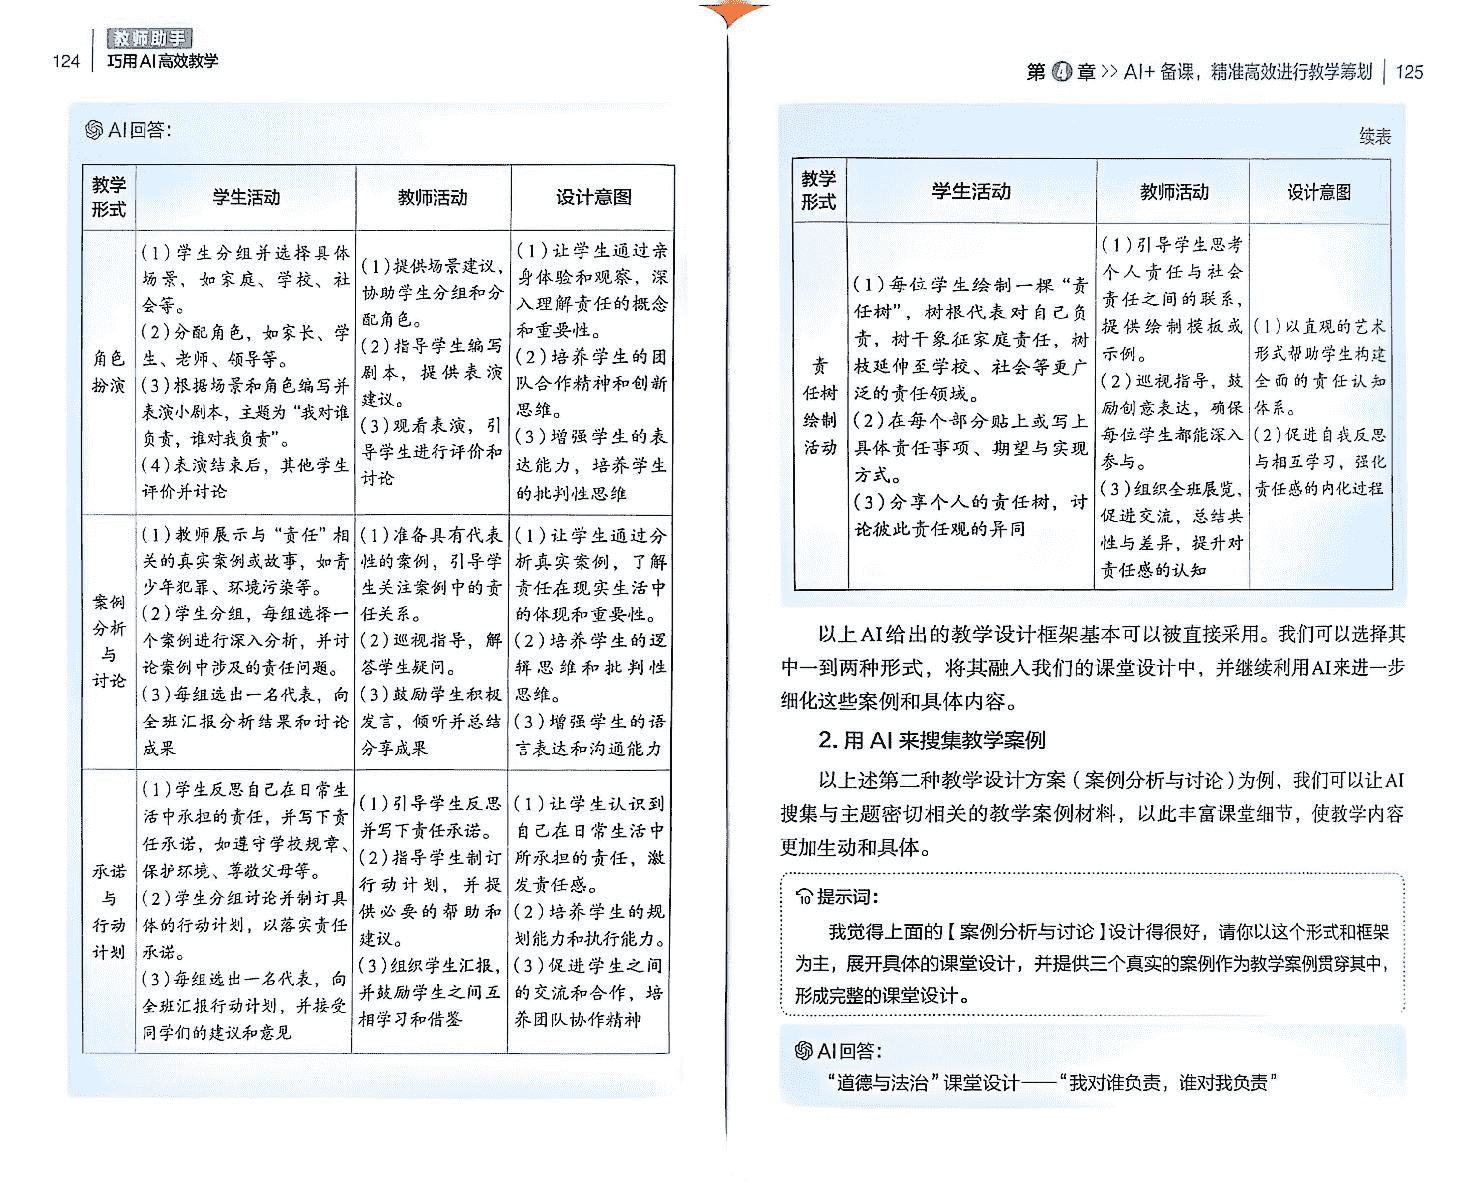 124
教师助手
巧用AI高效教学
AI回答：
教学
形式
学生活动
教师活动
设计意图
角色
扮演
(1)学生分组并选择具体
场景，如家庭、学校、社
会等。
(2)分配角色，如家长、学
生、老师、领导等。
(3)根据场景和角色编写并
表演小剧本，主题为“我对谁
负责，谁对我负责”。
(4)表演结束后，其他学生
评价并讨论
(1)提供场景建议，
协助学生分组和分
配角色。
(2)指导学生编写
剧本，提供表演
建议。
(3)观看表演，引
导学生进行评价和
讨论
(1)让学生通过亲
身体验和观察，深
入理解责任的概念
和重要性。
(2)培养学生的团
队合作精神和创新
思维。
(3)增强学生的表
达能力，培养学生
的批判性思维
案例
分析
与
讨论
(1)教师展示与“责任”相
关的真实案例或故事，如青
少年犯罪、环境污染等。
(2)学生分组，每组选择一
个案例进行深入分析，并讨
论案例中涉及的责任问题。
(3)每组选出一名代表，向
全班汇报分析结果和讨论
成果
(1)准备具有代表
性的案例，引导学
生关注案例中的责
任关系。
(2)巡视指导，解
答学生疑问。
(3)鼓励学生积极
发言，倾听并总结
分享成果
(1)让学生通过分
析真实案例，了解
责任在现实生活中
的体现和重要性。
(2)培养学生的逻
辑思维和批判性
思维。
(3)增强学生的语
言表达和沟通能力
承诺
与
行动
计划
(1)学生反思自己在日常生
活中承担的责任，并写下责
任承诺，如遵守学校规章、
保护环境、尊敬父母等。
(2)学生分组讨论并制订具
体的行动计划，以落实责任
承诺。
(3)每组选出一名代表，向
全班汇报行动计划，并接受
同学们的建议和意见
(1)引导学生反思
并写下责任承诺。
(2)指导学生制订
行动计划，并提
供必要的帮助和
建议。
(3)组织学生汇报，
并鼓励学生之间互
相学习和借鉴
(1)让学生认识到
自己在日常生活中
所承担的责任，激
发责任感。
(2)培养学生的规
划能力和执行能力。
(3)促进学生之间
的交流和合作，培
养团队协作精神
第4章>>AI+备课，精准高效进行教学筹划
125
续表
教学
形式
学生活动
教师活动
设计意图
责
任树
绘制
活动
(1)每位学生绘制一棵“责
任树”，树根代表对自己负
责，树干象征家庭责任，树
枝延伸至学校、社会等更广
泛的责任领域。
(2)在每个部分贴上或写上
具体责任事项、期望与实现
方式。
(3)分享个人的责任树，讨
论彼此责任观的异同
(1)引导学生思考
个人责任与社会
责任之间的联系，
提供绘制模板或
示例。
(2)巡视指导，鼓
励创意表达，确保
每位学生都能深入
参与。
(3)组织全班展览，
促进交流，总结共
性与差异，提升对
责任感的认知
(1)以直观的艺术
形式帮助学生构建
全面的责任认知
体系。
(2)促进自我反思
与相互学习，强化
责任感的内化过程
以上AI给出的教学设计框架基本可以被直接采用。我们可以选择其
中一到两种形式，将其融入我们的课堂设计中，并继续利用AI来进一步
细化这些案例和具体内容。
2. 用AI来搜集教学案例
以上述第二种教学设计方案（案例分析与讨论）为例，我们可以让AI
搜集与主题密切相关的教学案例材料，以此丰富课堂细节，使教学内容
更加生动和具体。
提示词：
我觉得上面的【案例分析与讨论】设计得很好，请你以这个形式和框架
为主，展开具体的课堂设计，并提供三个真实的案例作为教学案例贯穿其中，
形成完整的课堂设计。
AI回答：
“道德与法治”课堂设计——“我对谁负责，谁对我负责”